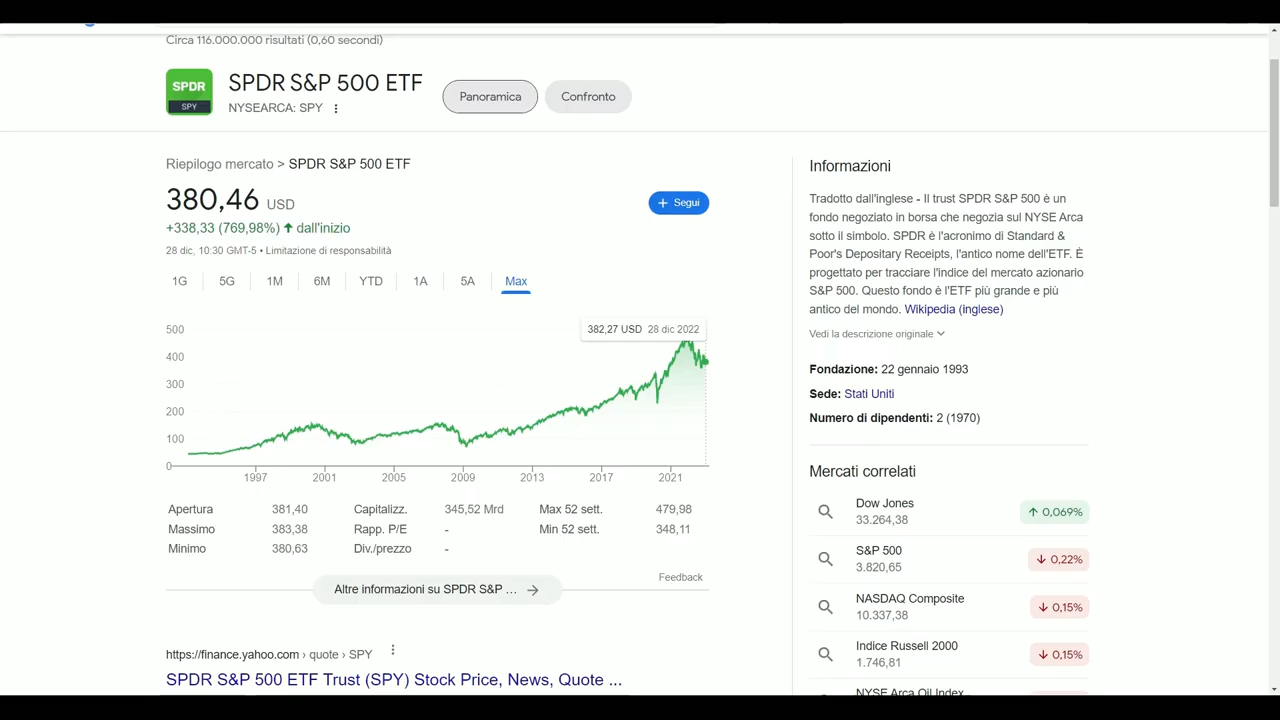 Circa 116.000.000 risultati (0,60 secondi)
SPDR
SPY
SPDR S&P 500 ETF
NYSEARCA: SPY
Panoramica
Confronto
Riepilogo mercato > SPDR S&P 500 ETF
380,46 USD
+338,33 (769,98%) ↑ dall'inizio
28 dic, 10:30 GMT-5 • Limitazione di responsabilità
+ Segui
1G 5G 1M 6M YTD 1A 5A Max
382,27 USD 28 dic 2022
500
400
300
200
100
0
1997 2001 2005 2009 2013 2017 2021
Apertura 381,40 Capitalizz. 345,52 Mrd Max 52 sett. 479,98
Massimo 383,38 Rapp. P/E - Min 52 sett. 348,11
Minimo 380,63 Div./prezzo -
Feedback
Altre informazioni su SPDR S&P ... →
https://finance.yahoo.com › quote › SPY
SPDR S&P 500 ETF Trust (SPY) Stock Price, News, Quote ...
Informazioni
Tradotto dall'inglese - Il trust SPDR S&P 500 è un
fondo negoziato in borsa che negozia sul NYSE Arca
sotto il simbolo. SPDR è l'acronimo di Standard &
Poor's Depositary Receipts, l'antico nome dell'ETF. È
progettato per tracciare l'indice del mercato azionario
S&P 500. Questo fondo è l'ETF più grande e più
antico del mondo. Wikipedia (inglese)
Vedi la descrizione originale
Fondazione: 22 gennaio 1993
Sede: Stati Uniti
Numero di dipendenti: 2 (1970)
Mercati correlati
Dow Jones
33.264,38
↑ 0,069%
S&P 500
3.820,65
↓ 0,22%
NASDAQ Composite
10.337,38
↓ 0,15%
Indice Russell 2000
1.746,81
↓ 0,15%
NYSE Arca Oil Index